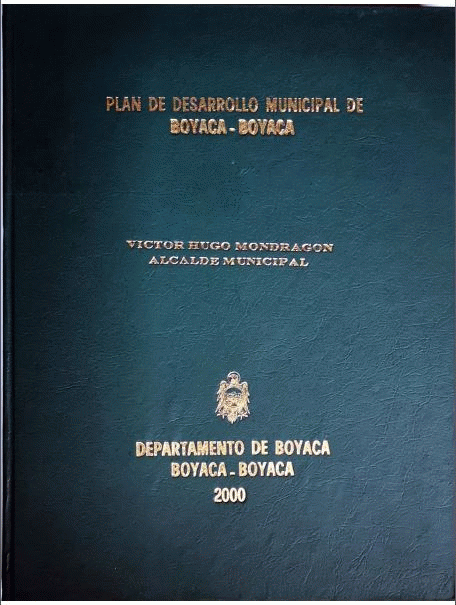 PLAN DE DESARROLLO MUNICIPAL DE
BOYACA - BOYACA
VICTOR HUGO MONDRAGON
ALCALDE MUNICIPAL
DEPARTAMENTO DE BOYACA
BOYACA - BOYACA
2000